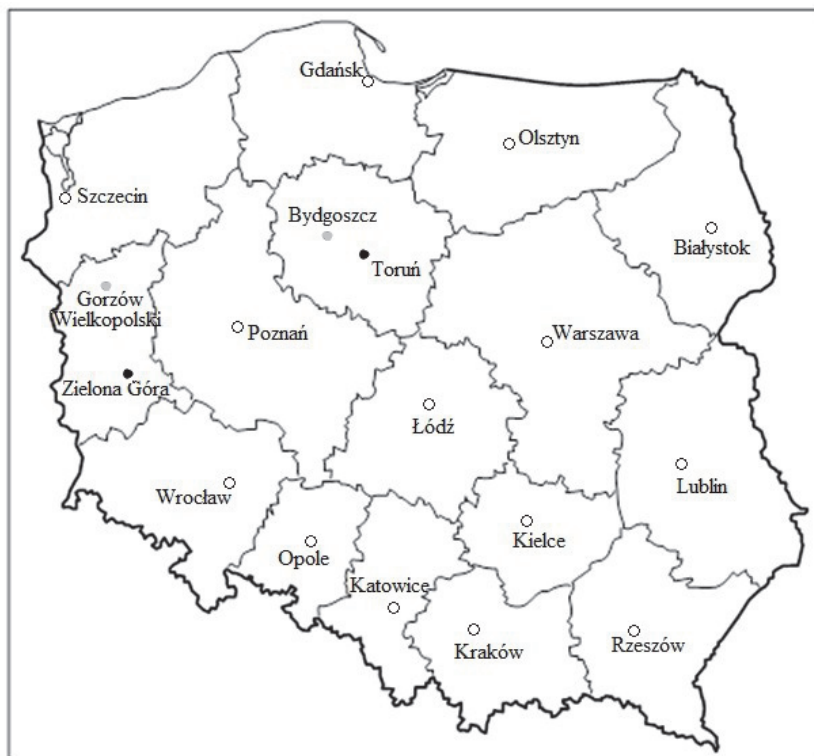 Gdańsk
Olsztyn
Szczecin
Bydgoszcz
Białystok
Toruń
Gorzów
Wielkopolski
Poznań
Warszawa
Zielona Góra
Łódź
Wrocław
Lublin
Opole
Kielce
Katowice
Kraków
Rzeszów